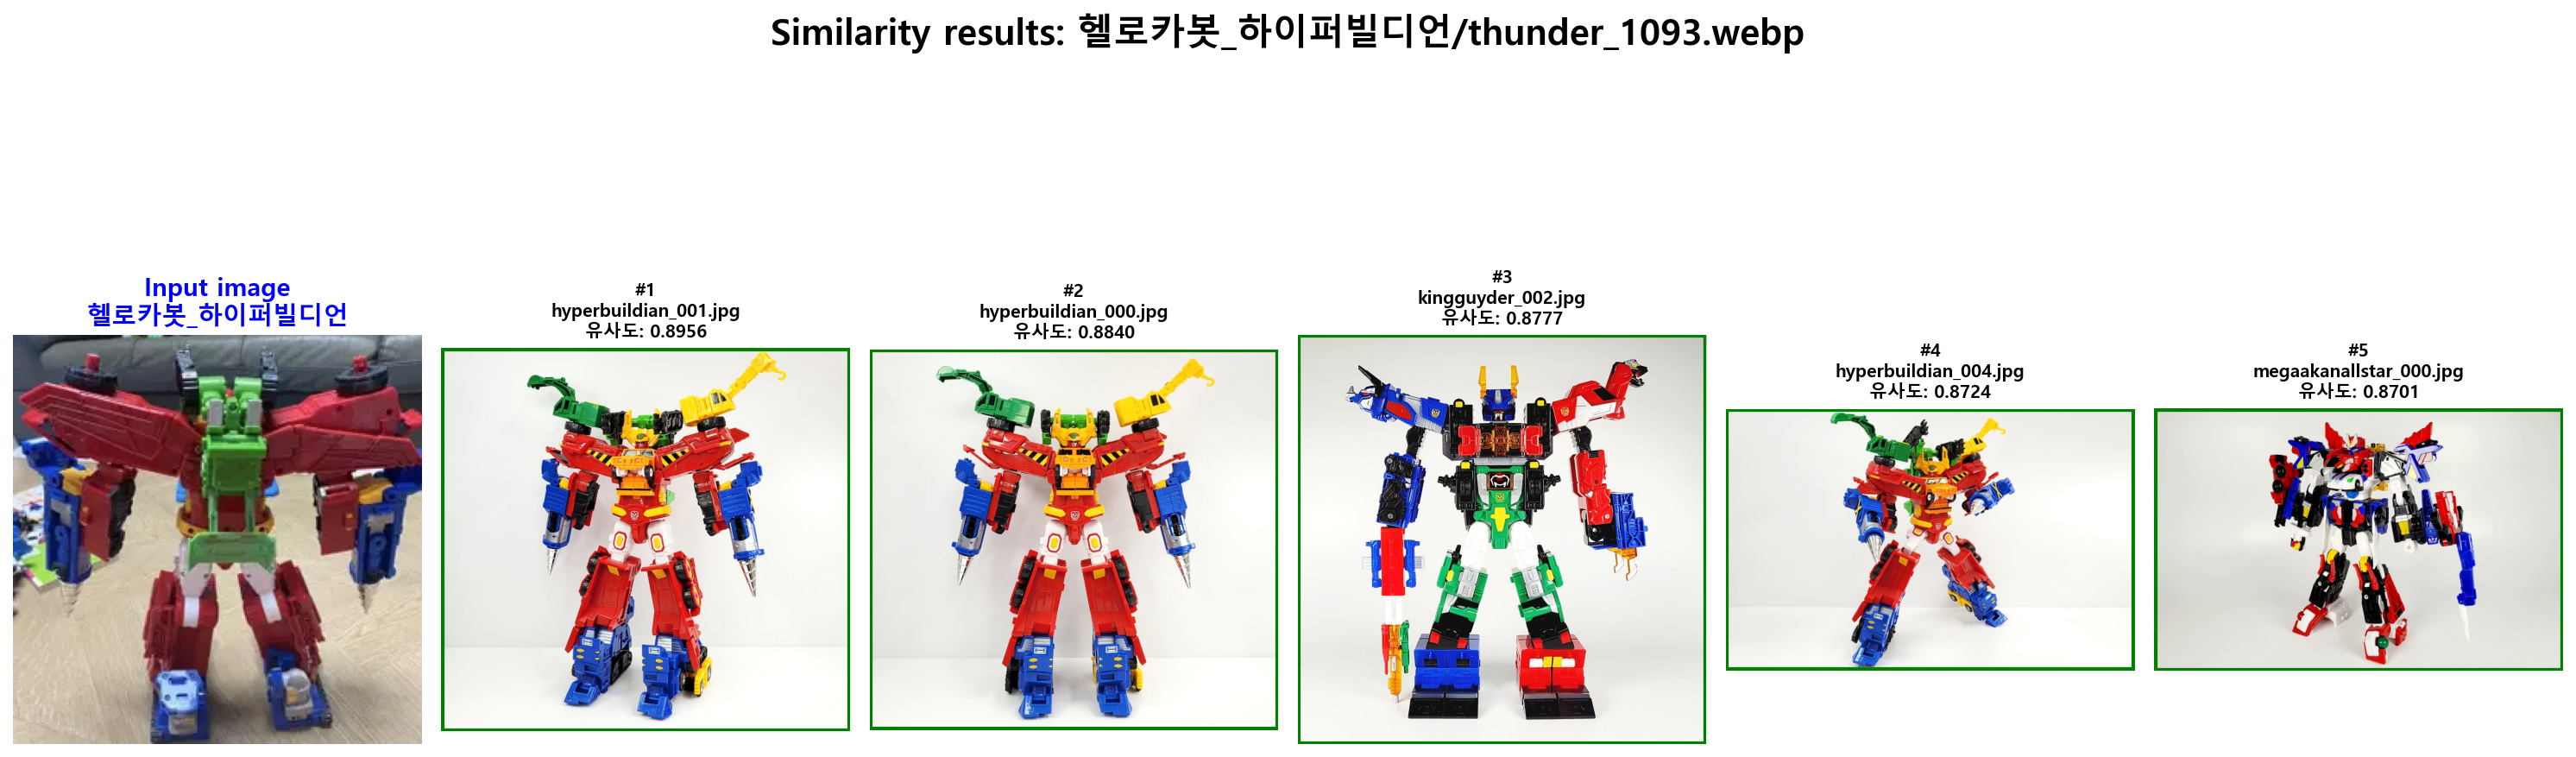 Similarity results: 헬로카봇_하이퍼빌디언/thunder_1093.webp
Input image
헬로카봇_하이퍼빌디언
#1
hyperbuildian_001.jpg
유사도: 0.8956
#2
hyperbuildian_000.jpg
유사도: 0.8840
#3
kingguyder_002.jpg
유사도: 0.8777
#4
hyperbuildian_004.jpg
유사도: 0.8724
#5
megaakanallstar_000.jpg
유사도: 0.8701